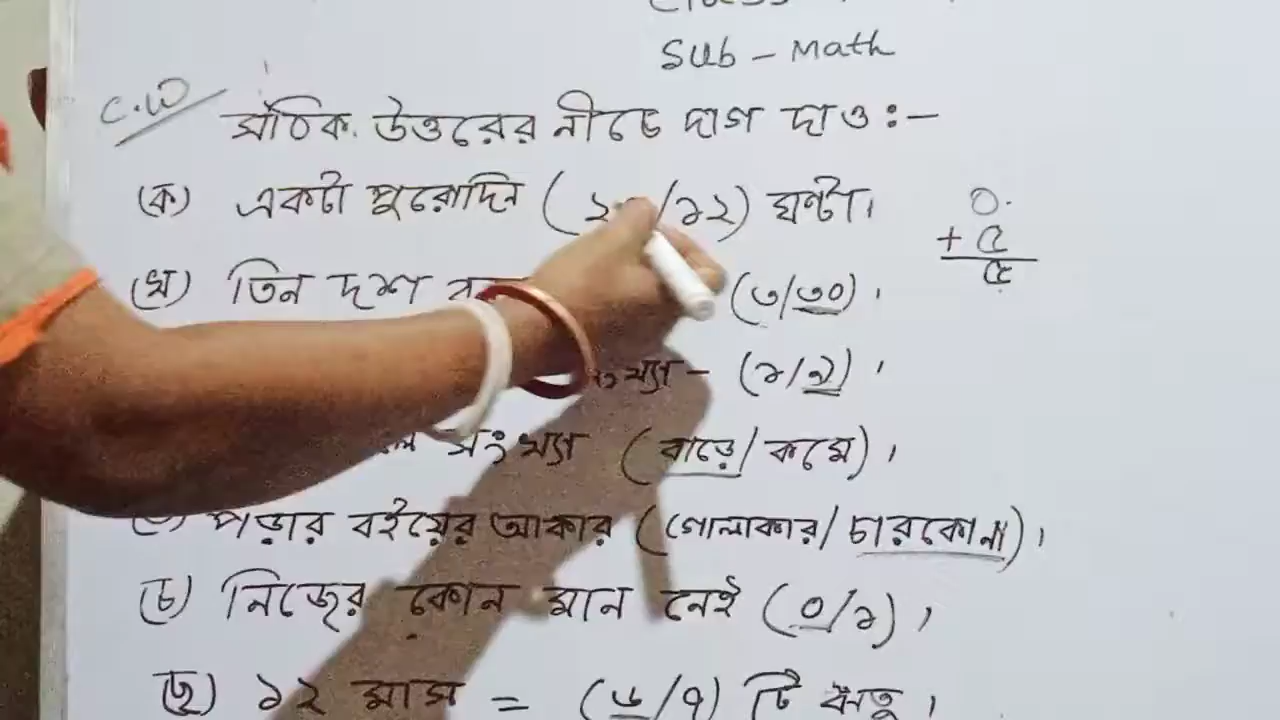 Sub - Math
C.W
সঠিক উত্তরের নীচে দাগ দাও :-
(ক) একটা পুরোদিন (২ /১২) ঘণ্টা।
০.
+ ৫
৫
(খ) তিন দশ (৩/৩০) ।
- (১/২) ।
সংখ্যা (বাড়ে/কমে) ।
পড়ার বইয়ের আকার (গোলাকার/চারকোনা) ।
চ) নিজের কোন মান নেই (০/১) ।
ছ) ১২ মাস = (৬/৭) টি ঋতু ।